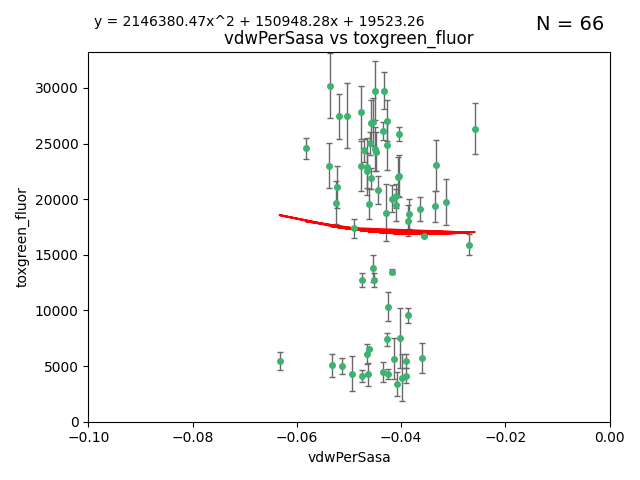 y = 2146380.47x^2 + 150948.28x + 19523.26
N = 66
vdwPerSasa vs toxgreen_fluor
30000
25000
20000
15000
10000
5000
0
toxgreen_fluor
−0.10
−0.08
−0.06
−0.04
−0.02
0.00
vdwPerSasa